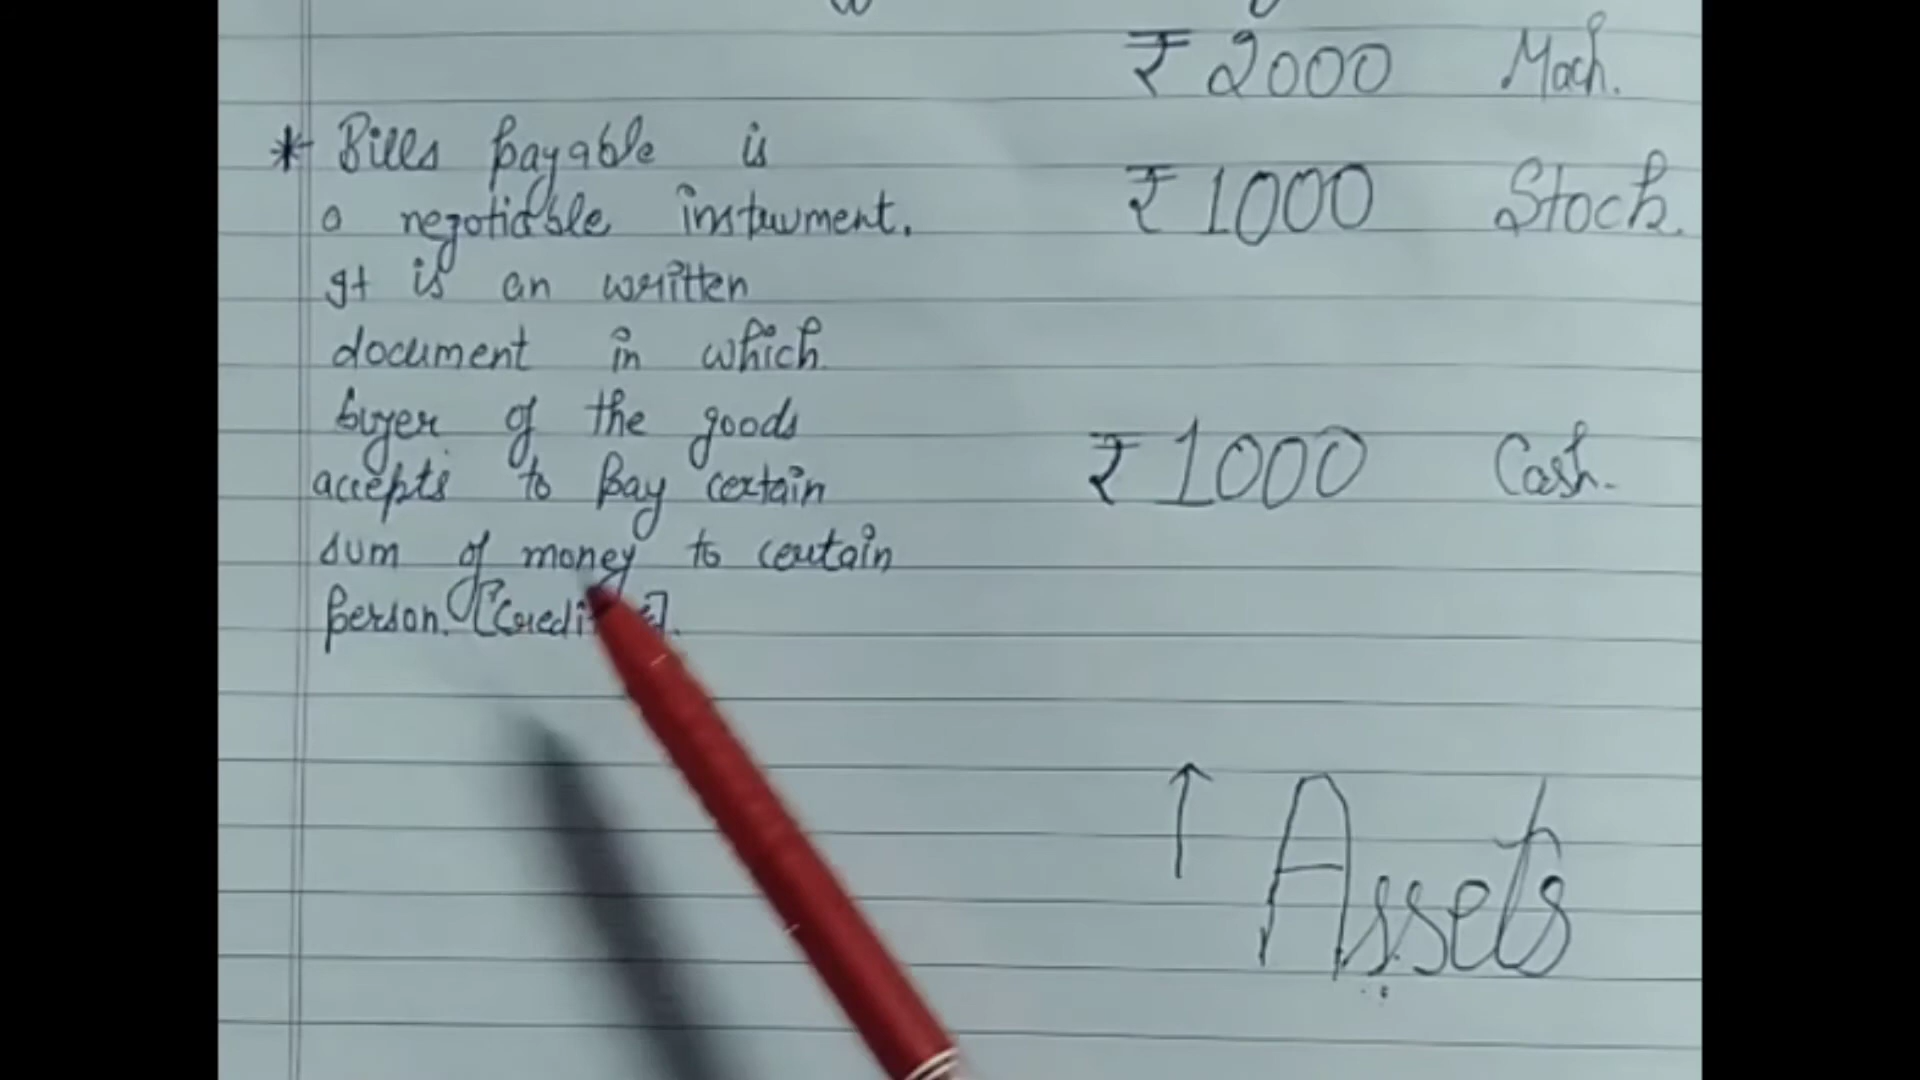 ₹ 2000 Mach.
* Bills payable is
₹ 1000 Stock.
a negotiable instrument.
It is an written
document in which
buyer of the goods
₹ 1000 Cash.
accepts to pay certain
sum of money to certain
person.
↑ Assets